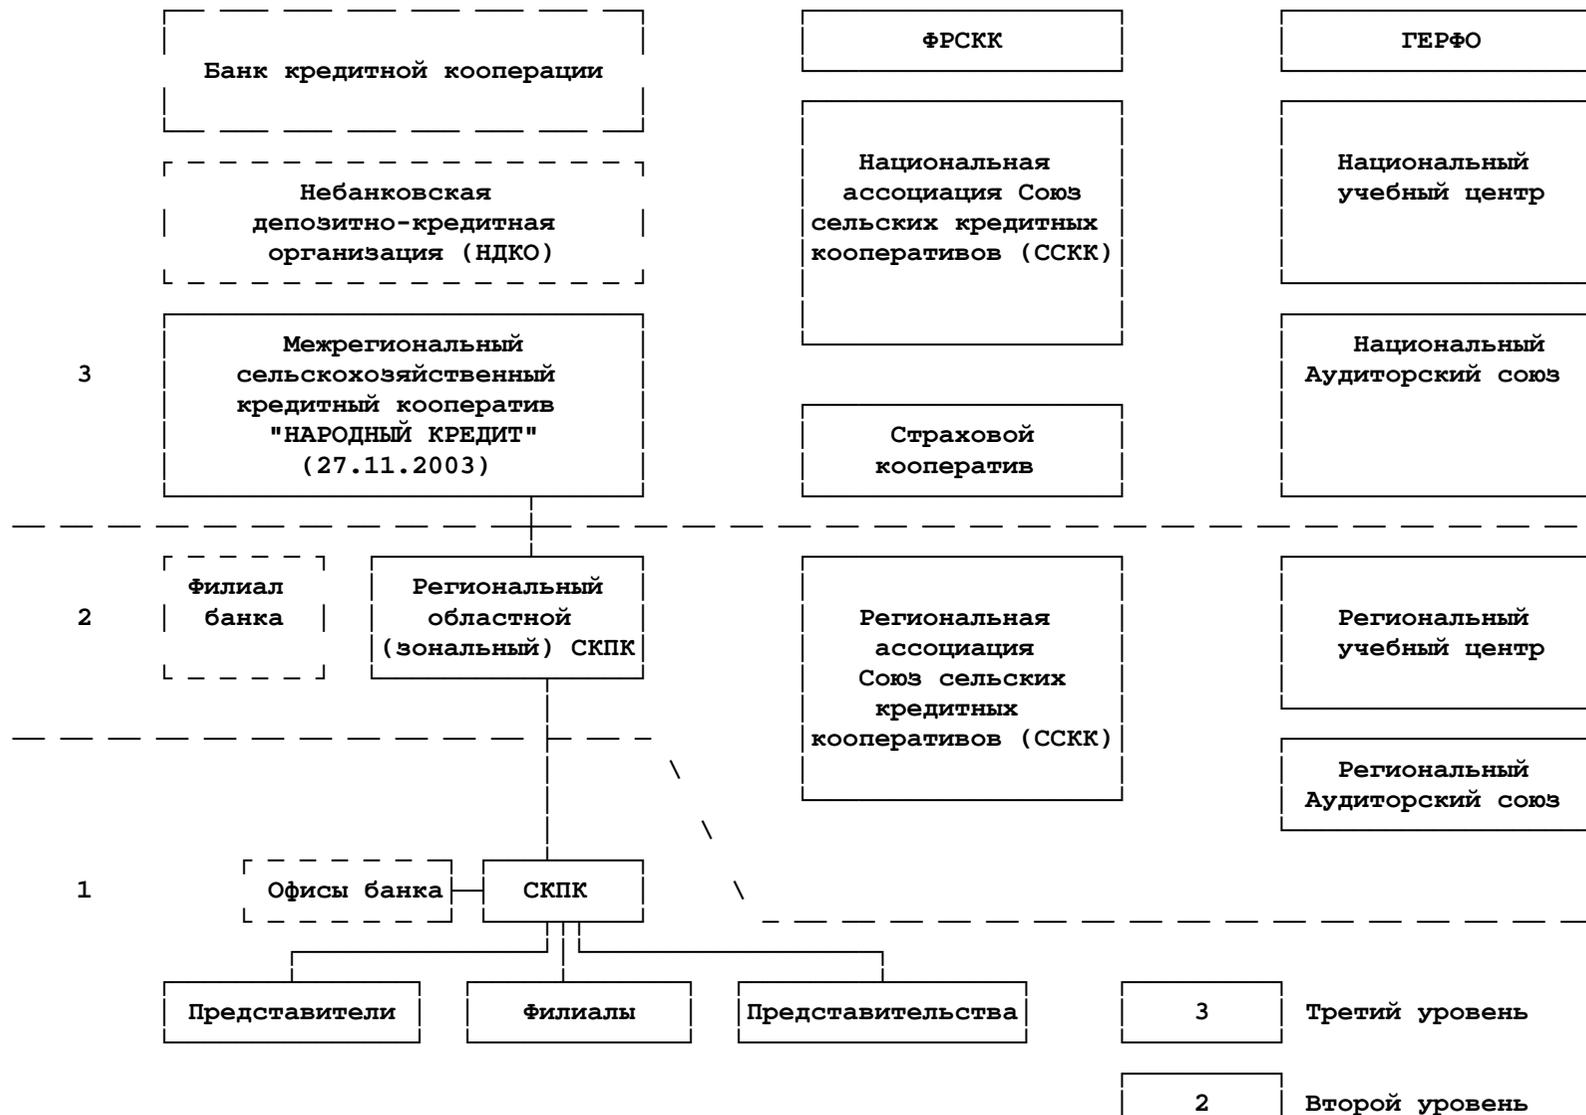 Банк кредитной кооперации
ФРСКК
ГЕРФО
Небанковская
депозитно-кредитная
организация (НДКО)
Национальная
ассоциация Союз
сельских кредитных
кооперативов (ССКК)
Национальный
учебный центр
3
Межрегиональный
сельскохозяйственный
кредитный кооператив
"НАРОДНЫЙ КРЕДИТ"
(27.11.2003)
Страховой
кооператив
Национальный
Аудиторский союз
2
Филиал
банка
Региональный
областной
(зональный) СКПК
Региональная
ассоциация
Союз сельских
кредитных
кооперативов (ССКК)
Региональный
учебный центр
Региональный
Аудиторский союз
1
Офисы банка
СКПК
Представители
Филиалы
Представительства
3 Третий уровень
2 Второй уровень